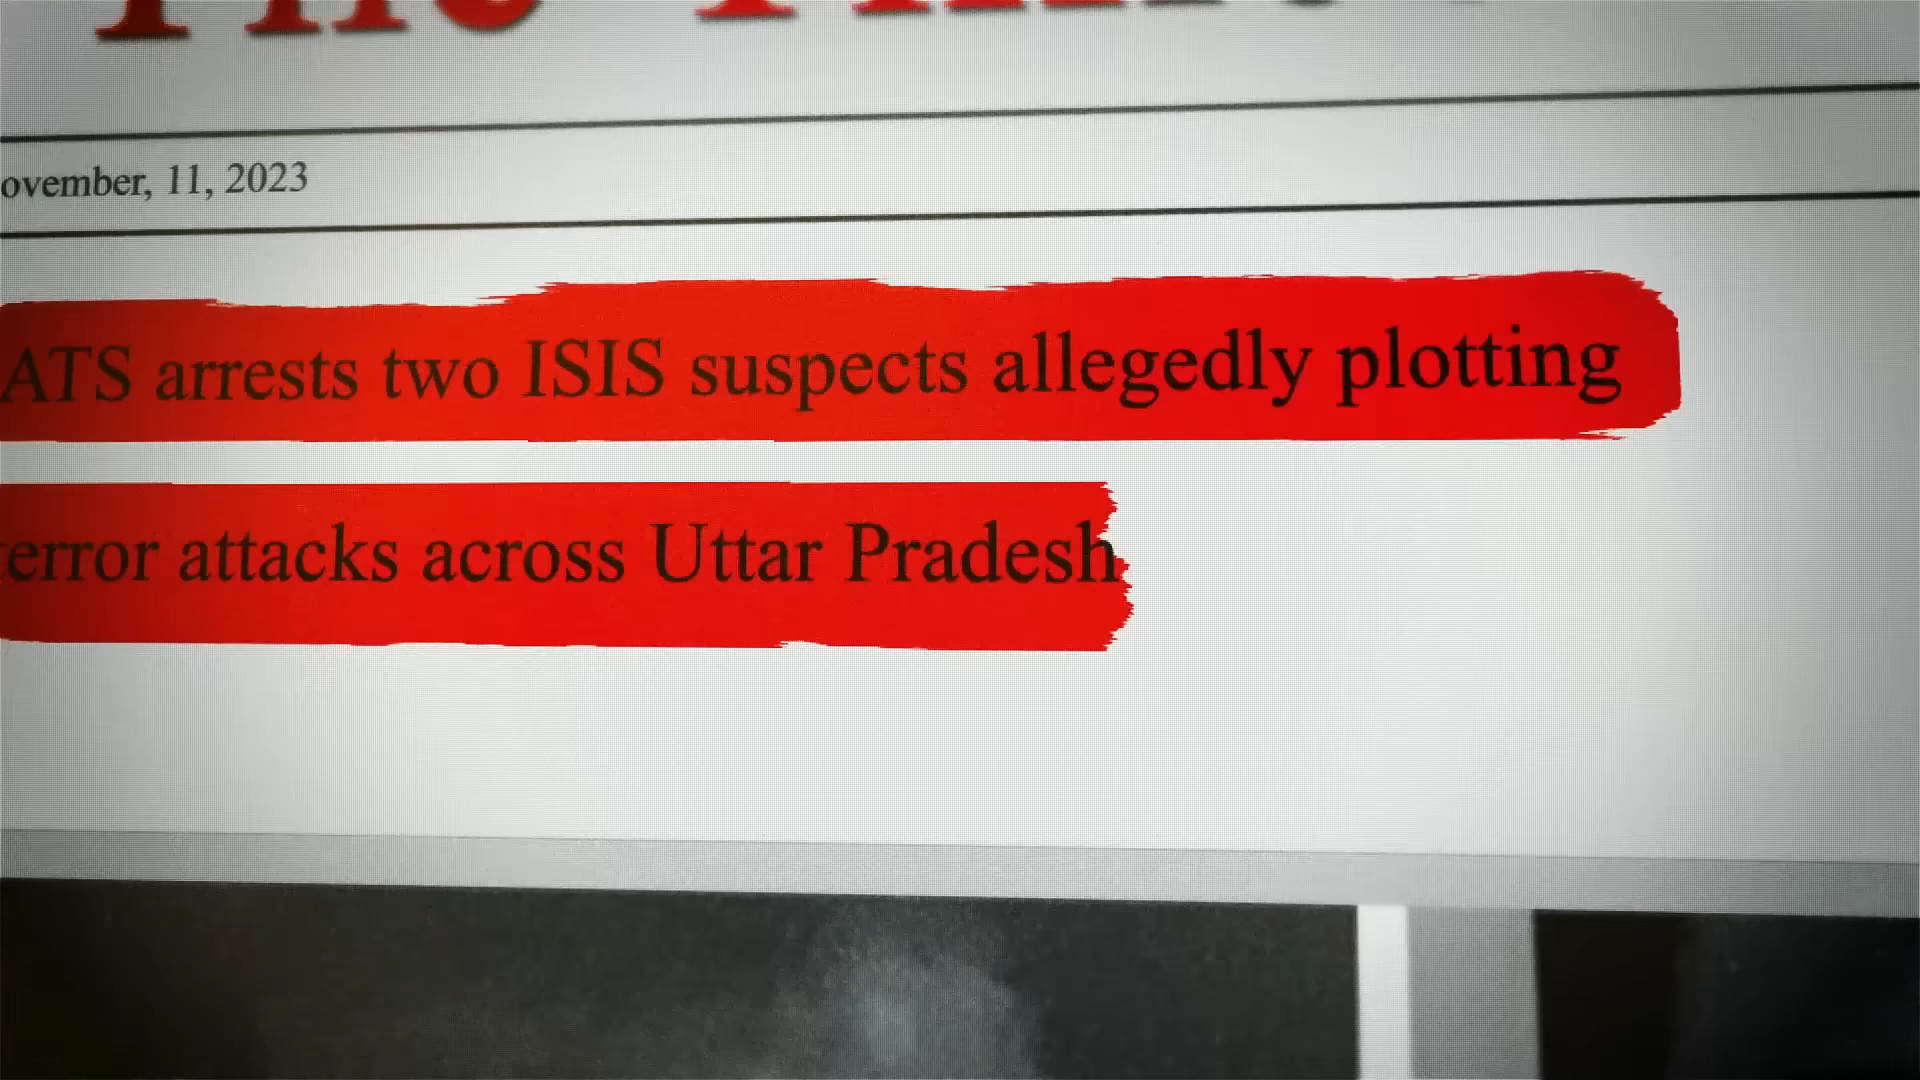 ovember, 11, 2023
ATS arrests two ISIS suspects allegedly plotting
error attacks across Uttar Pradesh